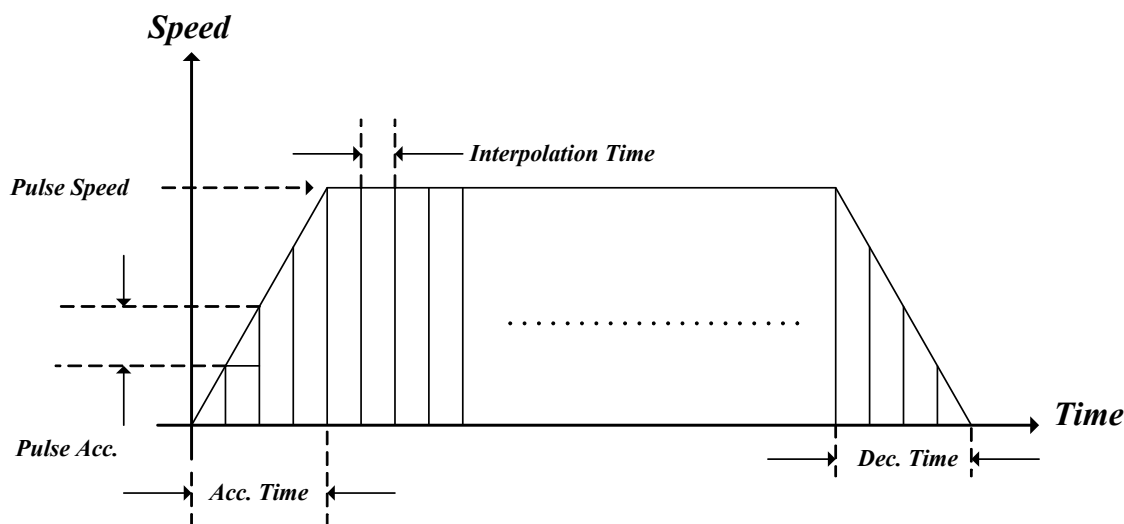 Speed
Interpolation Time
Pulse Speed
Time
Pulse Acc.
Dec. Time
Acc. Time